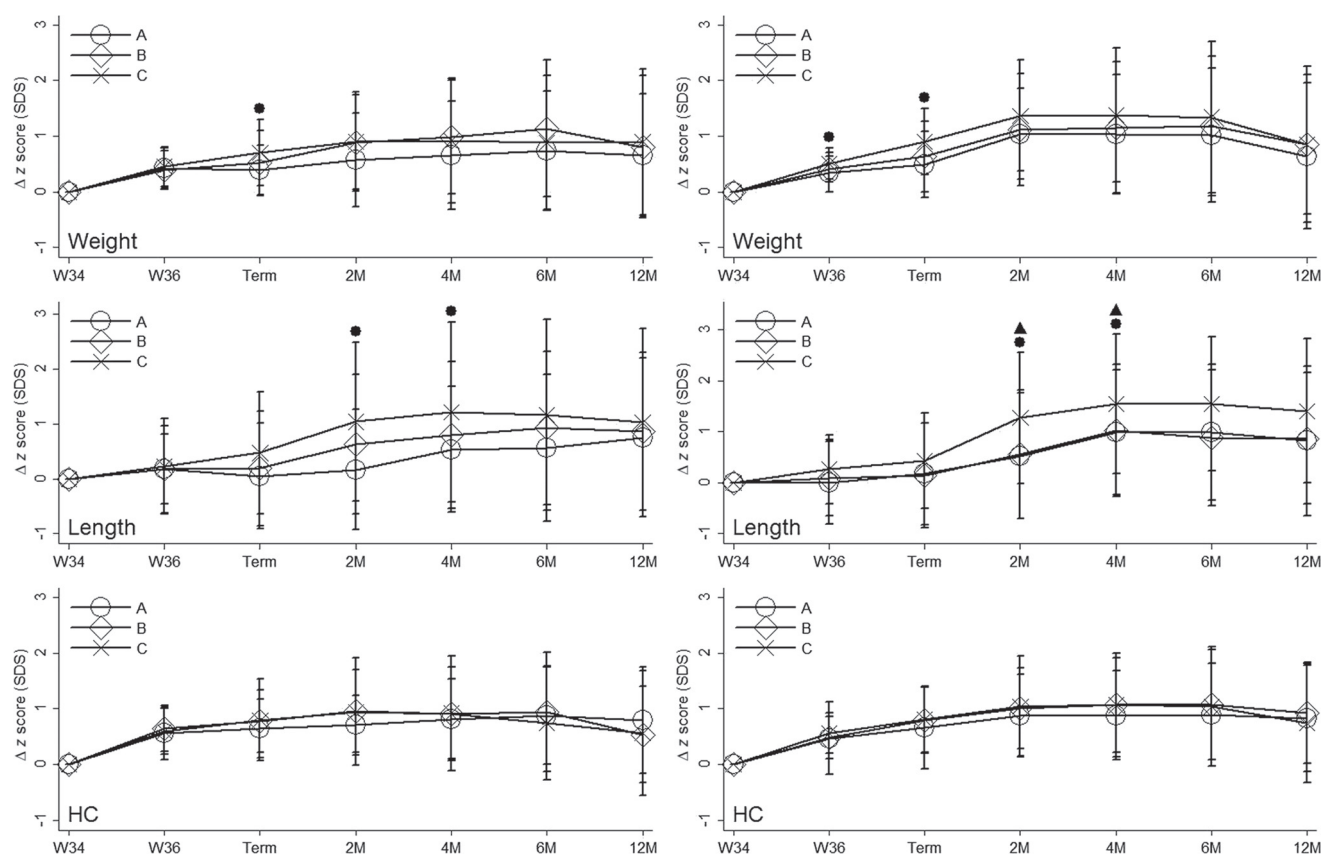 3
2
1
0
-1
Δ z score (SDS)
A
B
C
Weight
W34 W36 Term 2M 4M 6M 12M
3
2
1
0
-1
Δ z score (SDS)
A
B
C
Weight
W34 W36 Term 2M 4M 6M 12M
3
2
1
0
-1
Δ z score (SDS)
A
B
C
Length
W34 W36 Term 2M 4M 6M 12M
3
2
1
0
-1
Δ z score (SDS)
A
B
C
Length
W34 W36 Term 2M 4M 6M 12M
3
2
1
0
-1
Δ z score (SDS)
A
B
C
HC
W34 W36 Term 2M 4M 6M 12M
3
2
1
0
-1
Δ z score (SDS)
A
B
C
HC
W34 W36 Term 2M 4M 6M 12M